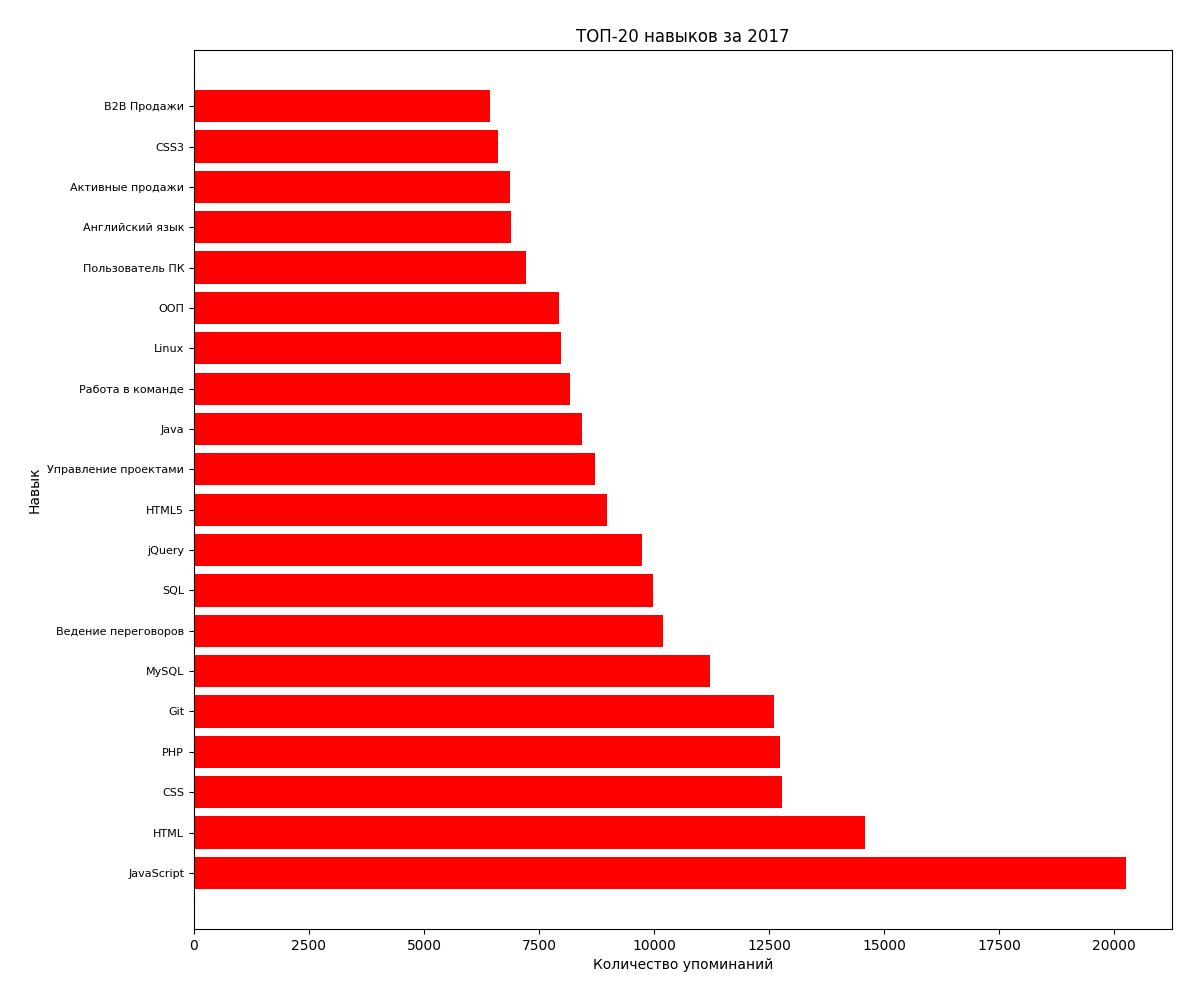 ТОП-20 навыков за 2017
B2B Продажи
CSS3
Активные продажи
Английский язык
Пользователь ПК
ООП
Linux
Работа в команде
Java
Управление проектами
HTML5
jQuery
SQL
Ведение переговоров
MySQL
Git
PHP
CSS
HTML
JavaScript
Навык
0 2500 5000 7500 10000 12500 15000 17500 20000
Количество упоминаний